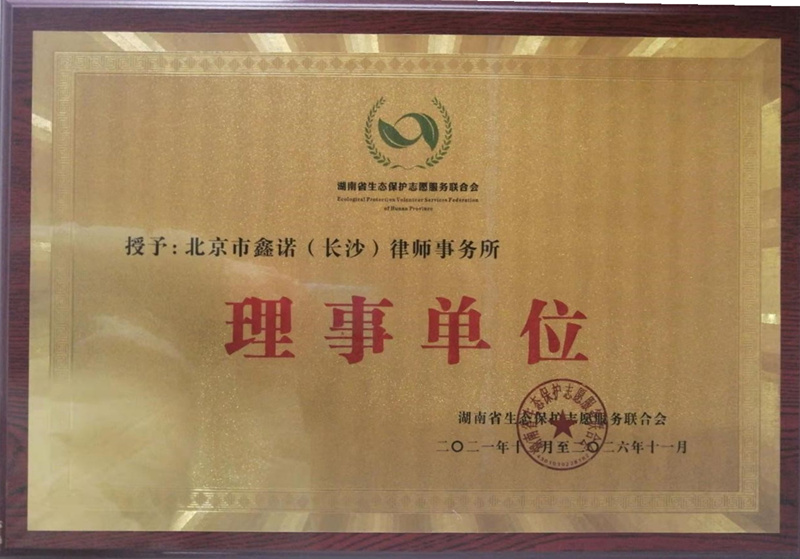 湖南省生态保护志愿服务联合会
Ecological Protection Volunteer Services Federation
of Hunan Province
授予：北京市鑫诺（长沙）律师事务所
理事单位
湖南省生态保护志愿服务联合会
二〇二一年十一月至二〇二六年十一月